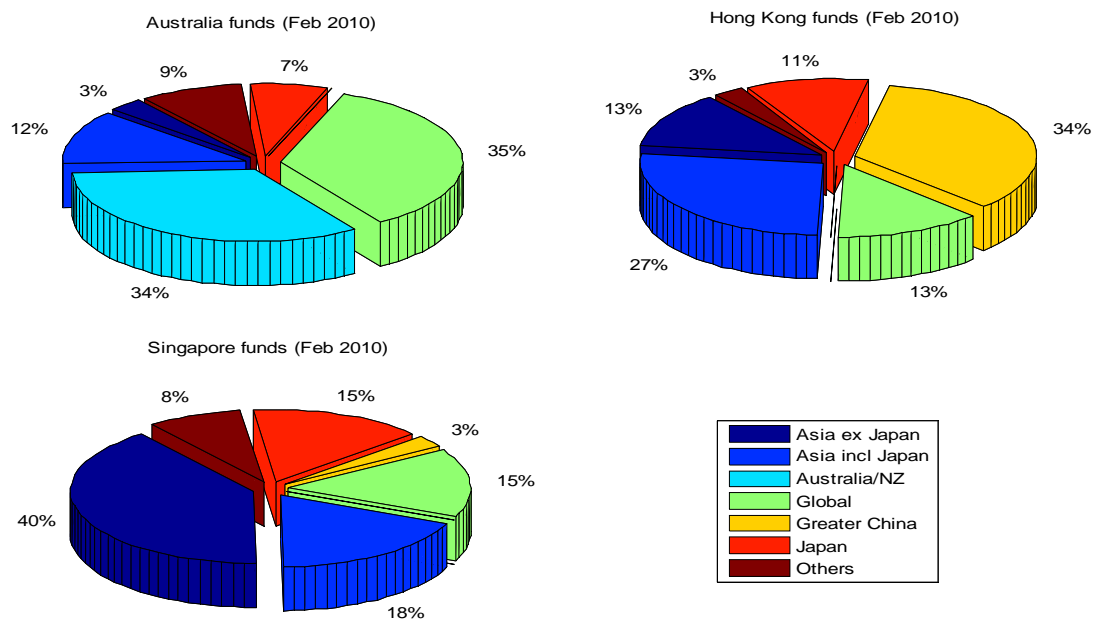 Australia funds (Feb 2010)
3%
9%
7%
12%
35%
34%
Hong Kong funds (Feb 2010)
3%
11%
13%
34%
27%
13%
Singapore funds (Feb 2010)
8%
15%
3%
15%
40%
18%
Asia ex Japan
Asia incl Japan
Australia/NZ
Global
Greater China
Japan
Others